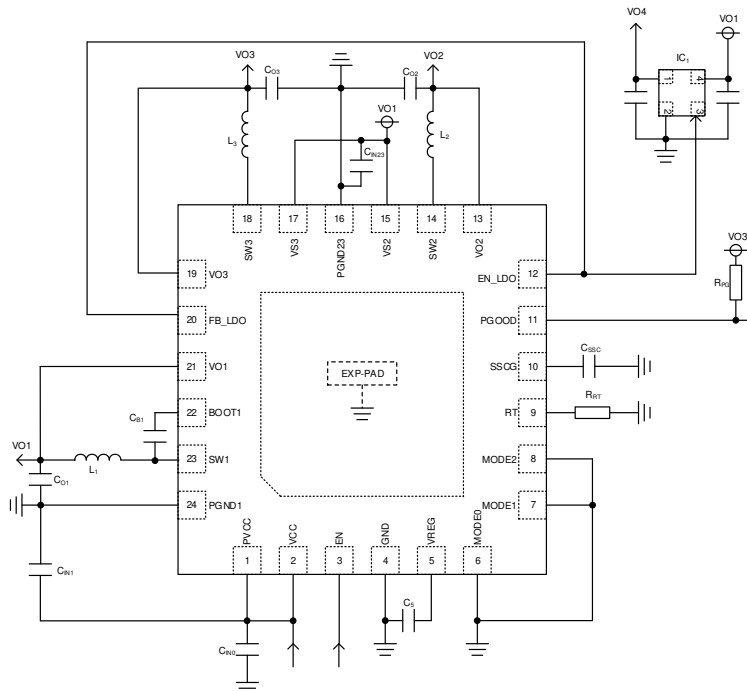 VO4
VO1
IC1
1
4
2
3
VO3
CO3
CO2
VO2
VO1
L3
CIN23
L2
18
17
16
15
14
13
SW3
VS3
PGND23
VS2
SW2
VO2
19
VO3
EN_LDO
12
VO3
RPG
20
FB_LDO
PGOOD
11
21
VO1
SSCG
10
CSSC
EXP-PAD
22
BOOT1
RT
9
RRT
CB1
VO1
L1
23
SW1
MODE2
8
CO1
24
PGND1
MODE1
7
PVCC
VCC
EN
GND
VREG
MODE0
1
2
3
4
5
6
CIN1
C5
CIN0